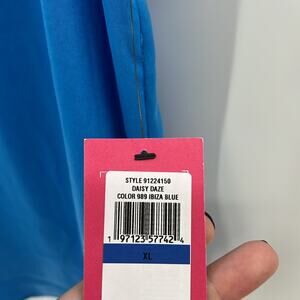 STYLE 91224150
DAISY DAZE
COLOR 989 IBIZA BLUE
1 97123 57742 4
XL